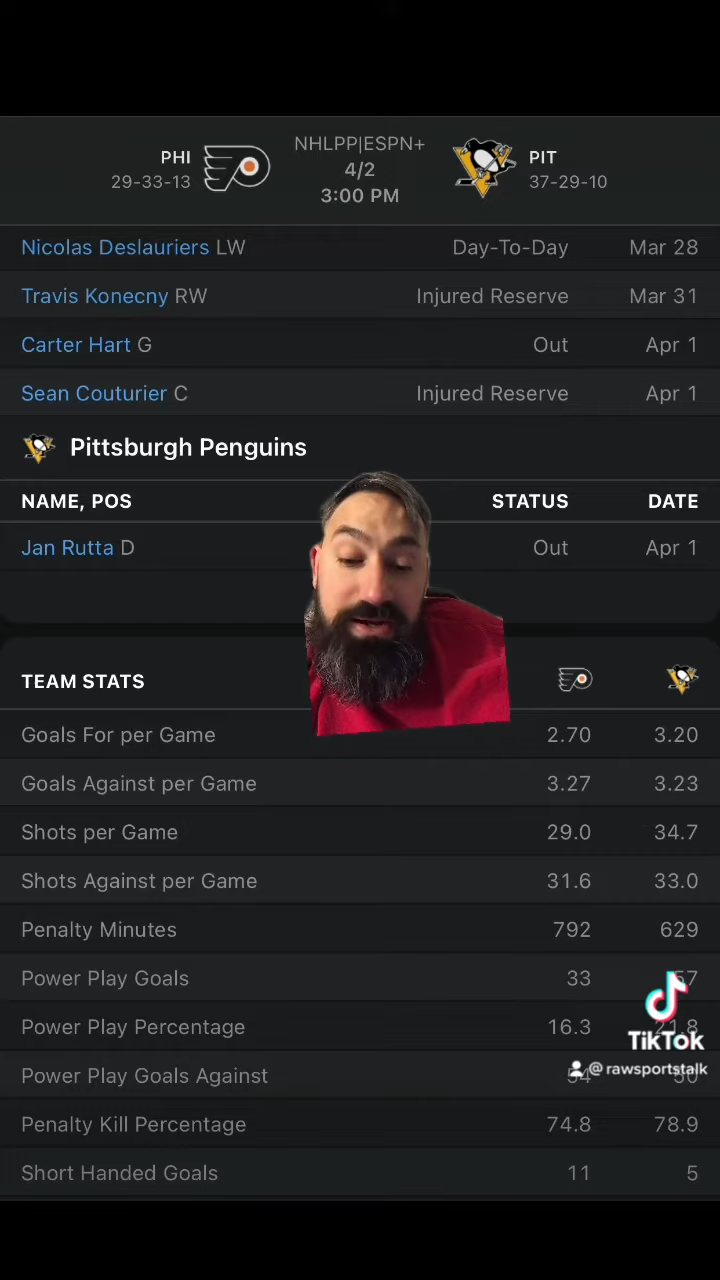 PHI
29-33-13
NHLPP|ESPN+
4/2
3:00 PM
PIT
37-29-10
Nicolas Deslauriers LW Day-To-Day Mar 28
Travis Konecny RW Injured Reserve Mar 31
Carter Hart G Out Apr 1
Sean Couturier C Injured Reserve Apr 1
Pittsburgh Penguins
NAME, POS STATUS DATE
Jan Rutta D Out Apr 1
TEAM STATS
Goals For per Game 2.70 3.20
Goals Against per Game 3.27 3.23
Shots per Game 29.0 34.7
Shots Against per Game 31.6 33.0
Penalty Minutes 792 629
Power Play Goals 33 57
Power Play Percentage 16.3 21.8
Power Play Goals Against 54 50
Penalty Kill Percentage 74.8 78.9
Short Handed Goals 11 5
TikTok
@rawsportstalk